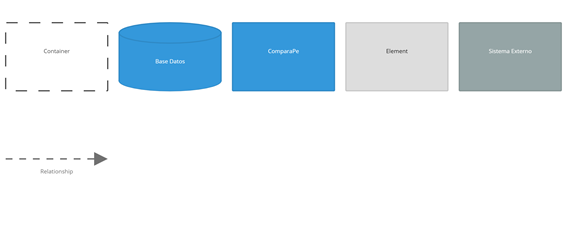 Container
Base Datos
ComparaPe
Element
Sistema Externo
Relationship